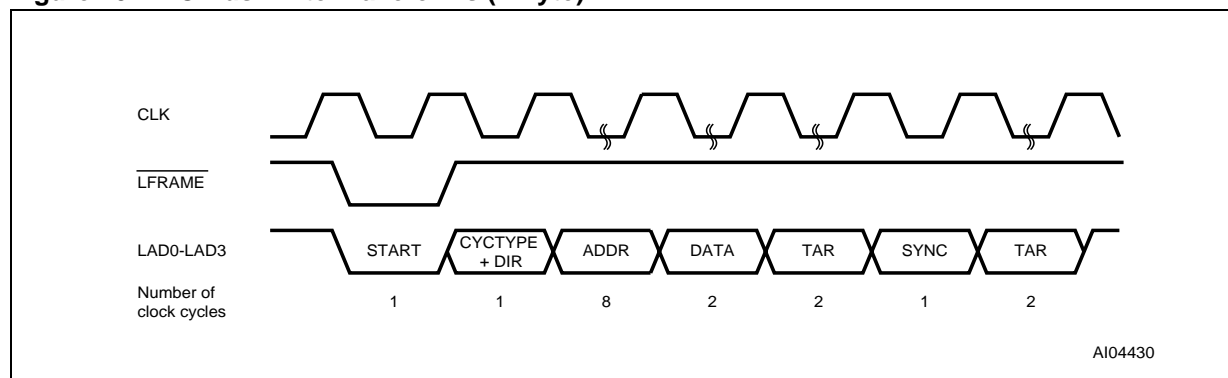 CLK
LFRAME
LAD0-LAD3
START
CYCTYPE
+ DIR
ADDR
DATA
TAR
SYNC
TAR
Number of
clock cycles
1
1
8
2
2
1
2
AI04430